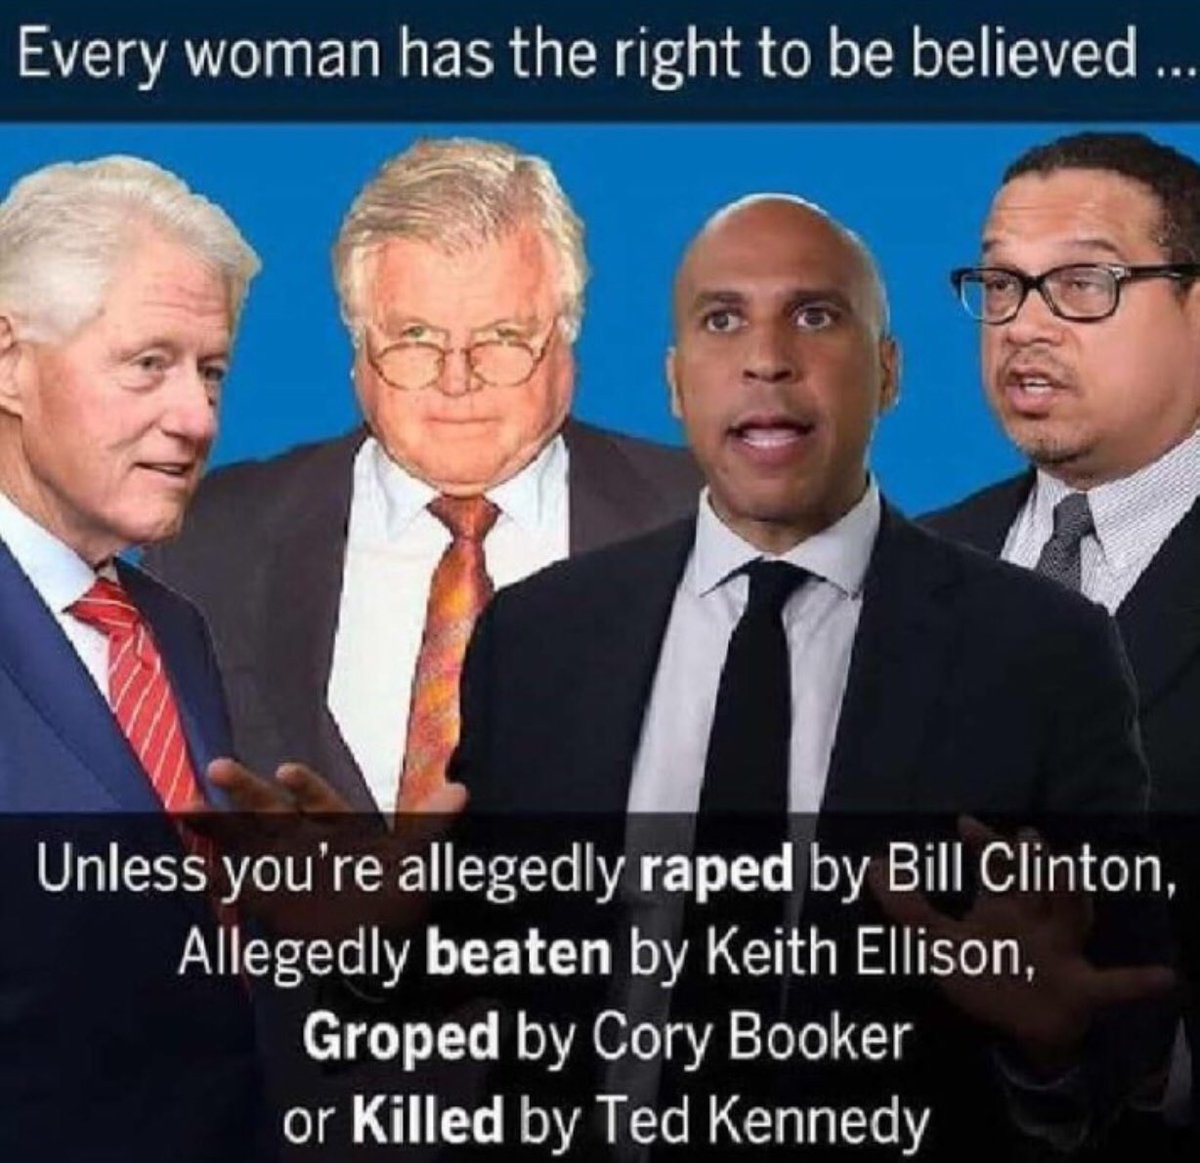 Every woman has the right to be believed ...
Unless you're allegedly raped by Bill Clinton,
Allegedly beaten by Keith Ellison,
Groped by Cory Booker
or Killed by Ted Kennedy